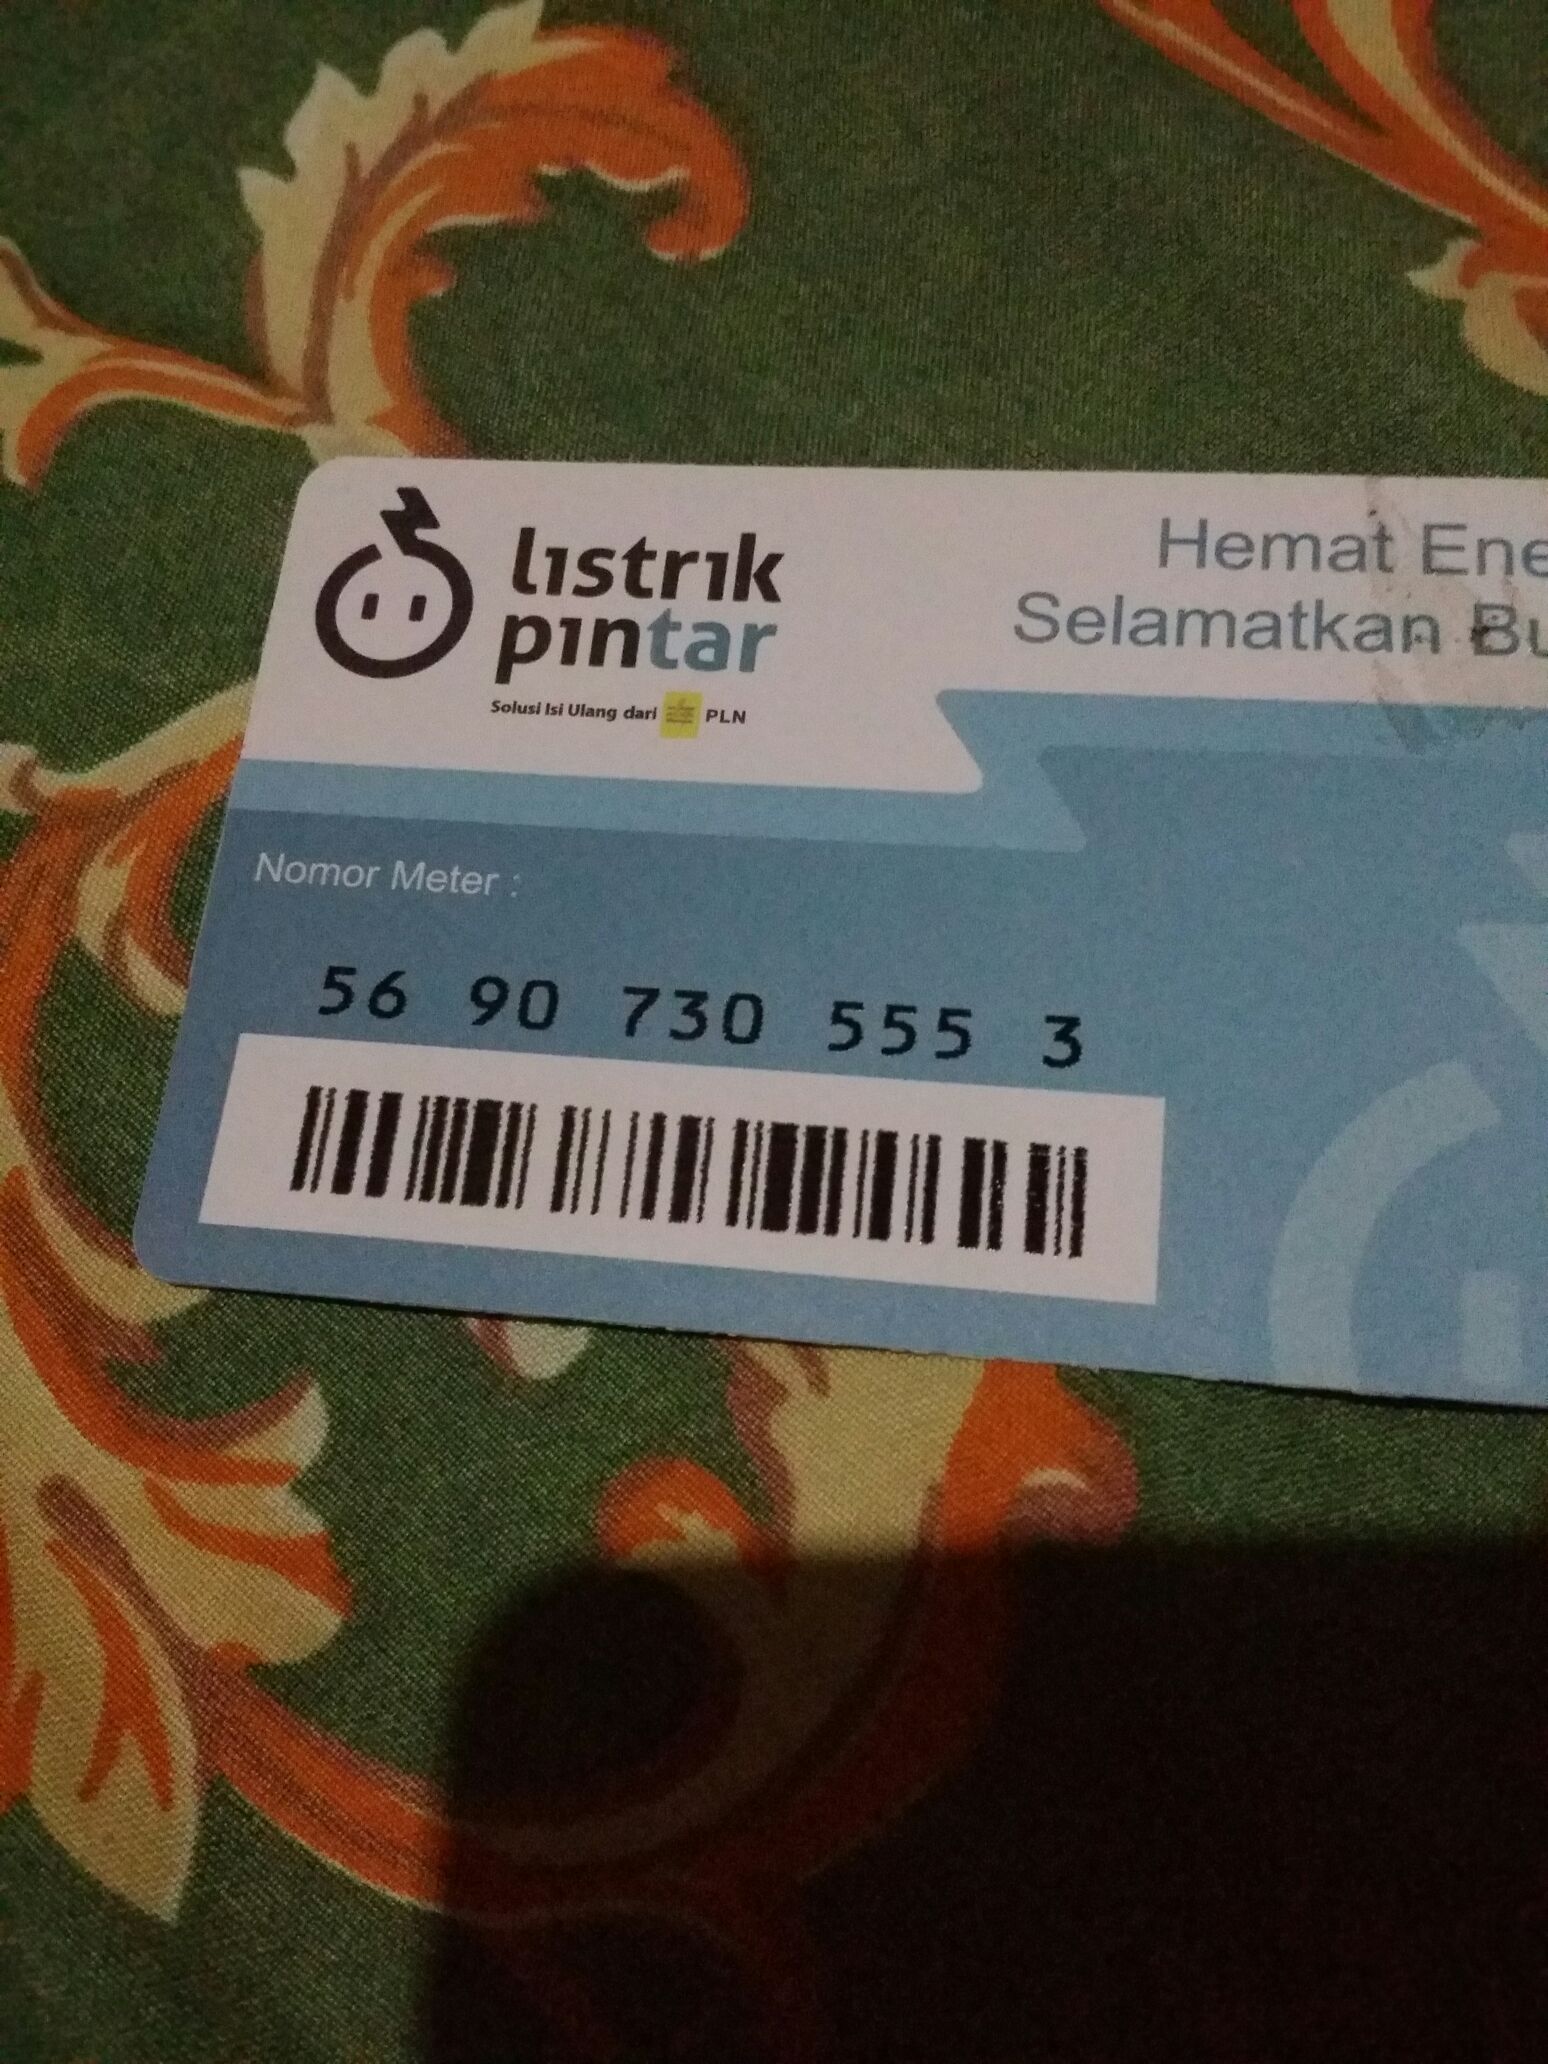 listrik
pintar
Solusi Isi Ulang dari PLN
Hemat Ene
Selamatkan Bu
Nomor Meter :
56 90 730 555 3